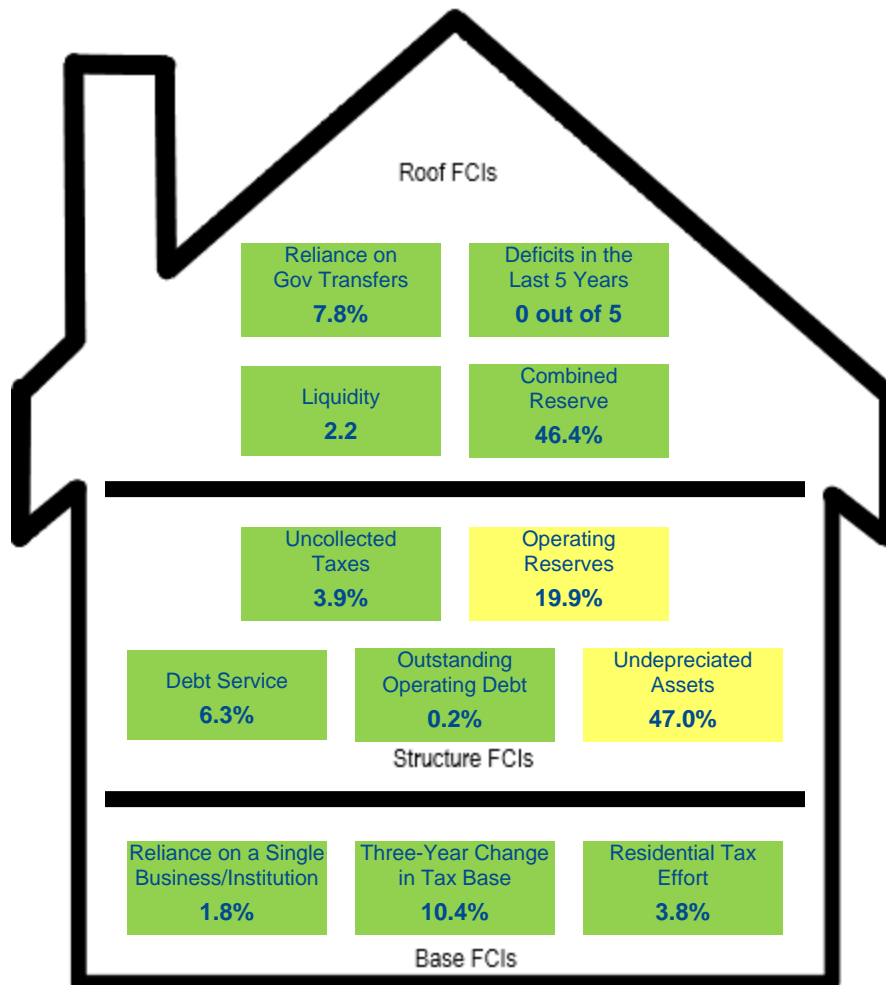 Roof FCIs
Reliance on
Gov Transfers
7.8%
Deficits in the
Last 5 Years
0 out of 5
Liquidity
2.2
Combined
Reserve
46.4%
Uncollected
Taxes
3.9%
Operating
Reserves
19.9%
Debt Service
6.3%
Outstanding
Operating Debt
0.2%
Undepreciated
Assets
47.0%
Structure FCIs
Reliance on a Single
Business/Institution
1.8%
Three-Year Change
in Tax Base
10.4%
Residential Tax
Effort
3.8%
Base FCIs